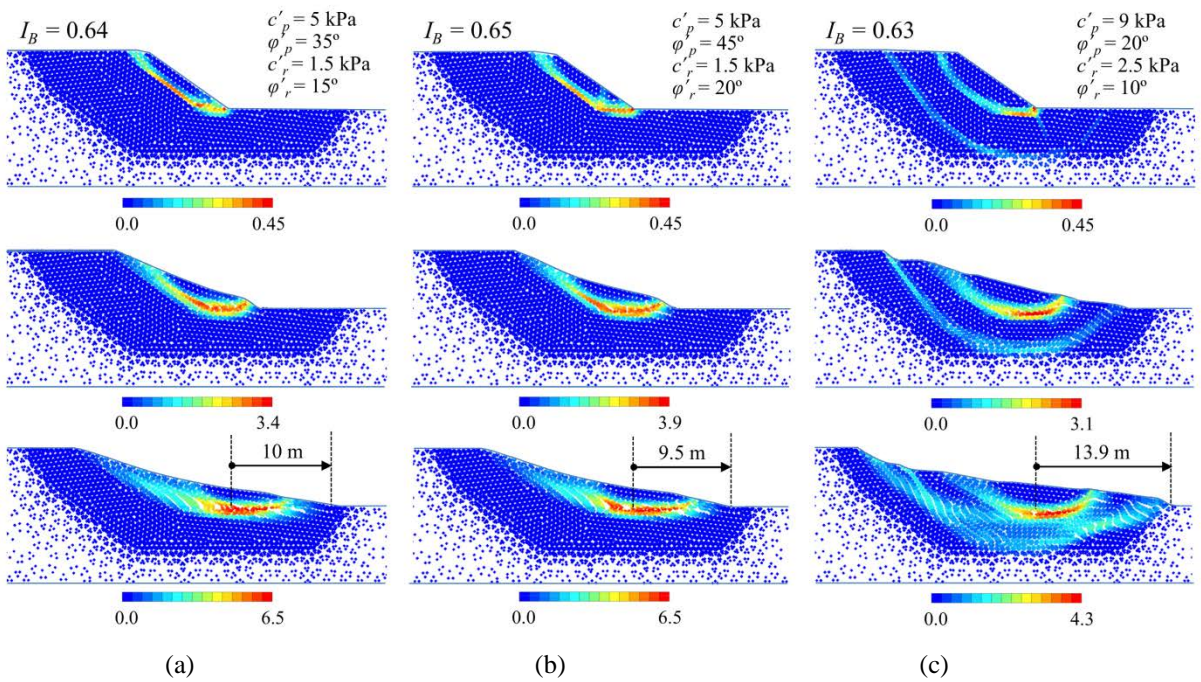 I_B = 0.64
c'_p = 5 kPa
φ'_p = 35º
c'_r = 1.5 kPa
φ'_r = 15º
0.0 0.45
0.0 3.4
10 m
0.0 6.5
(a)
I_B = 0.65
c'_p = 5 kPa
φ'_p = 45º
c'_r = 1.5 kPa
φ'_r = 20º
0.0 0.45
0.0 3.9
9.5 m
0.0 6.5
(b)
I_B = 0.63
c'_p = 9 kPa
φ'_p = 20º
c'_r = 2.5 kPa
φ'_r = 10º
0.0 0.45
0.0 3.1
13.9 m
0.0 4.3
(c)